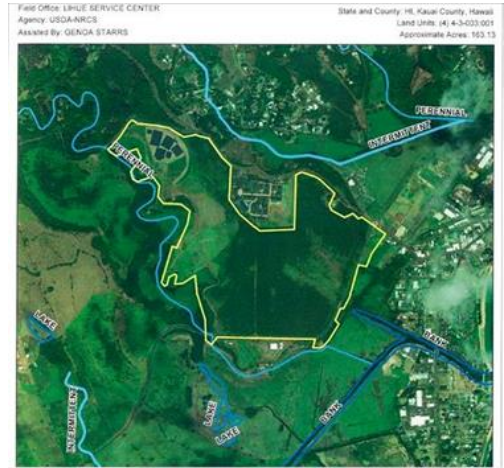 Field Office: LIHUE SERVICE CENTER
Agency: USDA-NRCS
Assisted By: GENOA STARRS
State and County: HI, Kauai County, Hawaii
Land Units: (4) 4-3-003:001
Approximate Acres: 163.13
PERENNIAL
INTERMITTENT
PERENNIAL
LAKE
BANK
BANK
LAKE
LAKE
INTERMITTENT